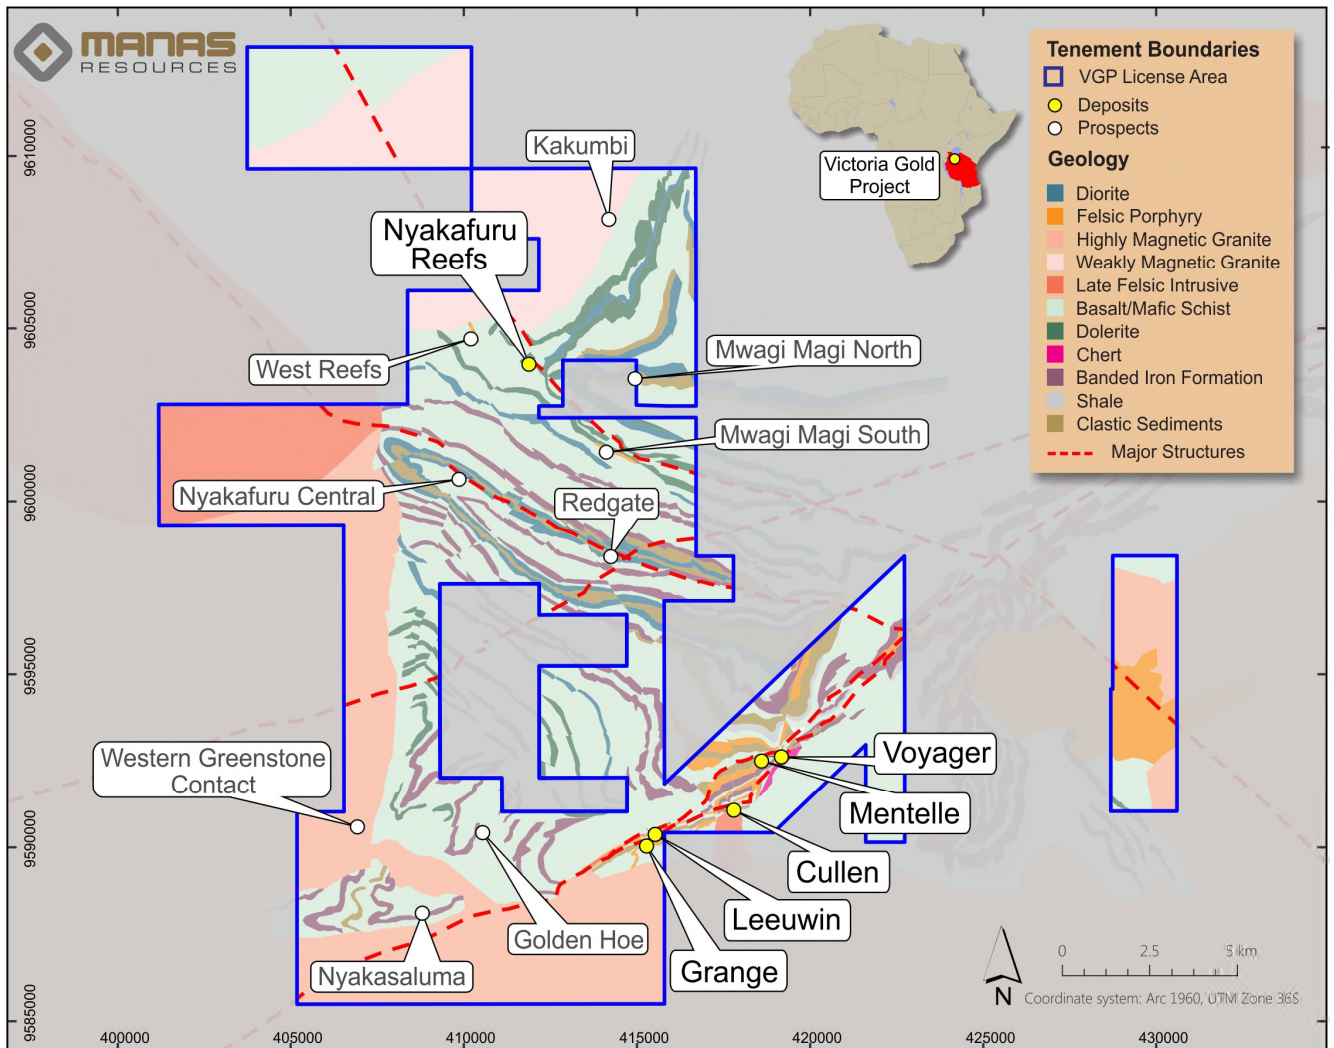 MANAS
RESOURCES
Tenement Boundaries
VGP License Area
Deposits
Prospects
Geology
Diorite
Felsic Porphyry
Highly Magnetic Granite
Weakly Magnetic Granite
Late Felsic Intrusive
Basalt/Mafic Schist
Dolerite
Chert
Banded Iron Formation
Shale
Clastic Sediments
Major Structures
Victoria Gold
Project
Kakumbi
Nyakafuru
Reefs
West Reefs
Mwagi Magi North
Mwagi Magi South
Nyakafuru Central
Redgate
Western Greenstone
Contact
Voyager
Mentelle
Cullen
Leeuwin
Grange
Golden Hoe
Nyakasaluma
N
0 2.5 5 km
Coordinate system: Arc 1960, UTM Zone 36S
9610000
9605000
9600000
9595000
9590000
9585000
400000 405000 410000 415000 420000 425000 430000